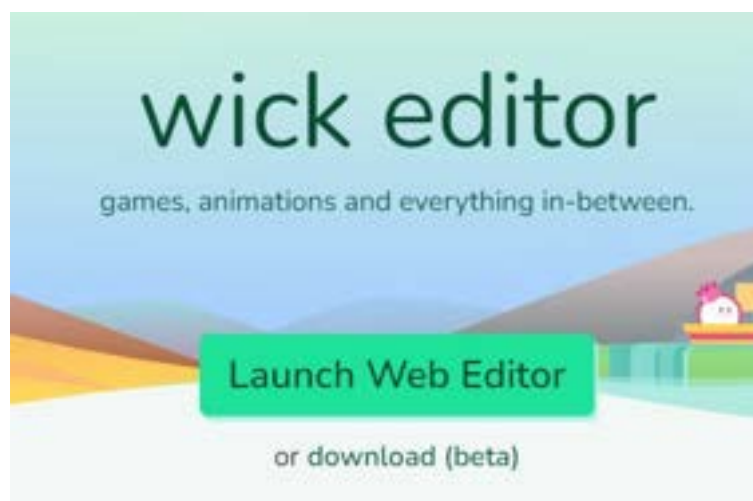 wick editor
games, animations and everything in-between.
Launch Web Editor
or download (beta)